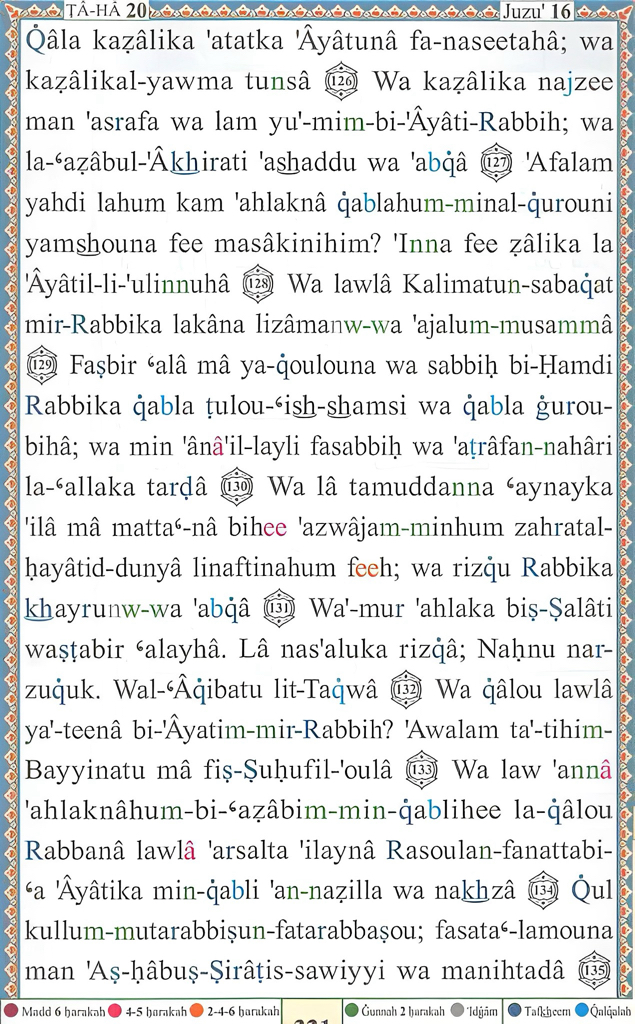 ṬÂ-HÂ 20
Juzu' 16
Q̇âla kaẓâlika 'atatka 'Âyâtunâ fa-naseetahâ; wa
kaẓâlikal-yawma tunsâ (126) Wa kaẓâlika najzee
man 'asrafa wa lam yu'-mim-bi-'Âyâti-Rabbih; wa
la-ʿaẓâbul-'Âkhirati 'ashaddu wa 'abq̇â (127) 'Afalam
yahdi lahum kam 'ahlaknâ q̇ablahum-minal-q̇urouni
yamshouna fee masâkinihim? 'Inna fee ẓâlika la
'Âyâtil-li-'ulinnuhâ (128) Wa lawlâ Kalimatun-sabaq̇at
mir-Rabbika lakâna lizâmanw-wa 'ajalum-musammâ
(129) Faṣbir ʿalâ mâ ya-q̇oulouna wa sabbiḥ bi-Ḥamdi
Rabbika q̇abla ṭulou-ʿish-shamsi wa q̇abla ġurou-
bihâ; wa min 'ânâ'il-layli fasabbiḥ wa 'aṭrâfan-nahâri
la-ʿallaka tarḍâ (130) Wa lâ tamuddanna ʿaynayka
'ilâ mâ mattaʿ-nâ bihee 'azwâjam-minhum zahratal-
ḥayâtid-dunyâ linaftinahum feeh; wa rizq̇u Rabbika
khayrunw-wa 'abq̇â (131) Wa'-mur 'ahlaka biṣ-Ṣalâti
waṣṭabir ʿalayhâ. Lâ nas'aluka rizq̇â; Naḥnu nar-
zuq̇uk. Wal-ʿÂq̇ibatu lit-Taq̇wâ (132) Wa q̇âlou lawlâ
ya'-teenâ bi-'Âyatim-mir-Rabbih? 'Awalam ta'-tihim-
Bayyinatu mâ fiṣ-Ṣuḥufil-'oulâ (133) Wa law 'annâ
'ahlaknâhum-bi-ʿaẓâbim-min-q̇ablihee la-q̇âlou
Rabbanâ lawlâ 'arsalta 'ilaynâ Rasoulan-fanattabi-
ʿa 'Âyâtika min-q̇abli 'an-naẓilla wa nakhzâ (134) Q̇ul
kullum-mutarabbiṣun-fatarabbaṣou; fasataʿ-lamouna
man 'Aṣ-ḥâbuṣ-Ṣirâṭis-sawiyyi wa manihtadâ (135)
Madd 6 ḥarakah 4-5 ḥarakah 2-4-6 ḥarakah Ġunnah 2 ḥarakah 'Idġâm Tafkheem Q̇alq̇alah